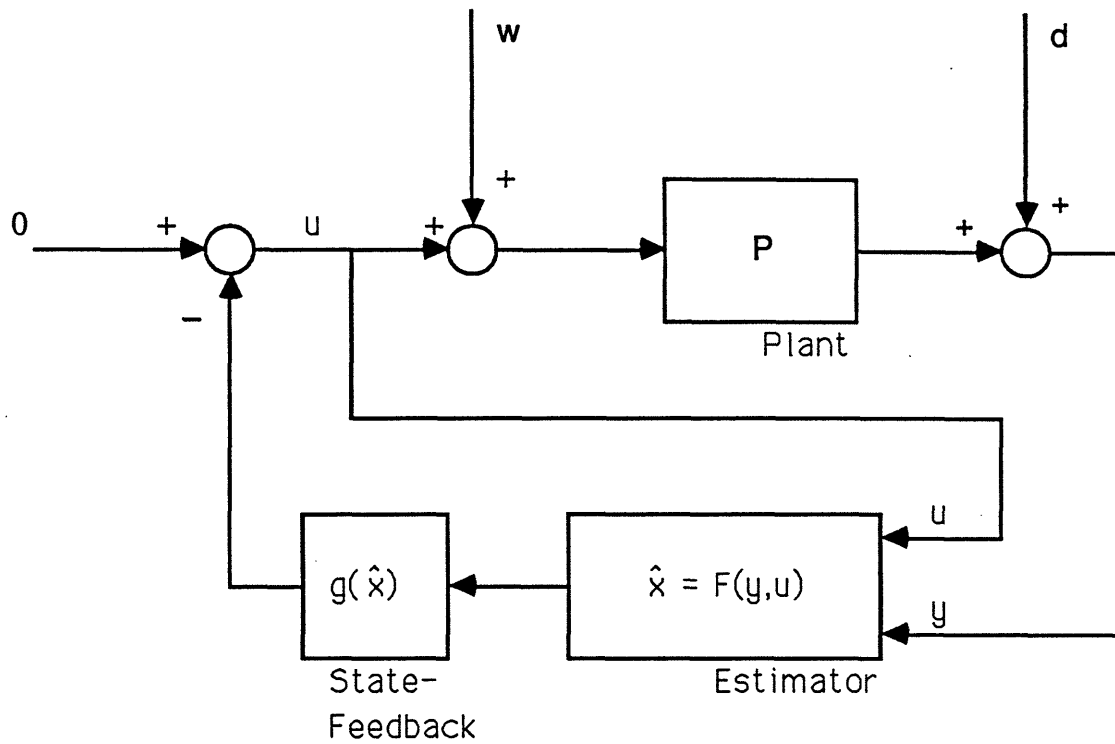 w
d
+
+
0
+
u
+
+
P
-
Plant
u
g(x̂)
x̂ = F(y,u)
y
State-
Feedback
Estimator